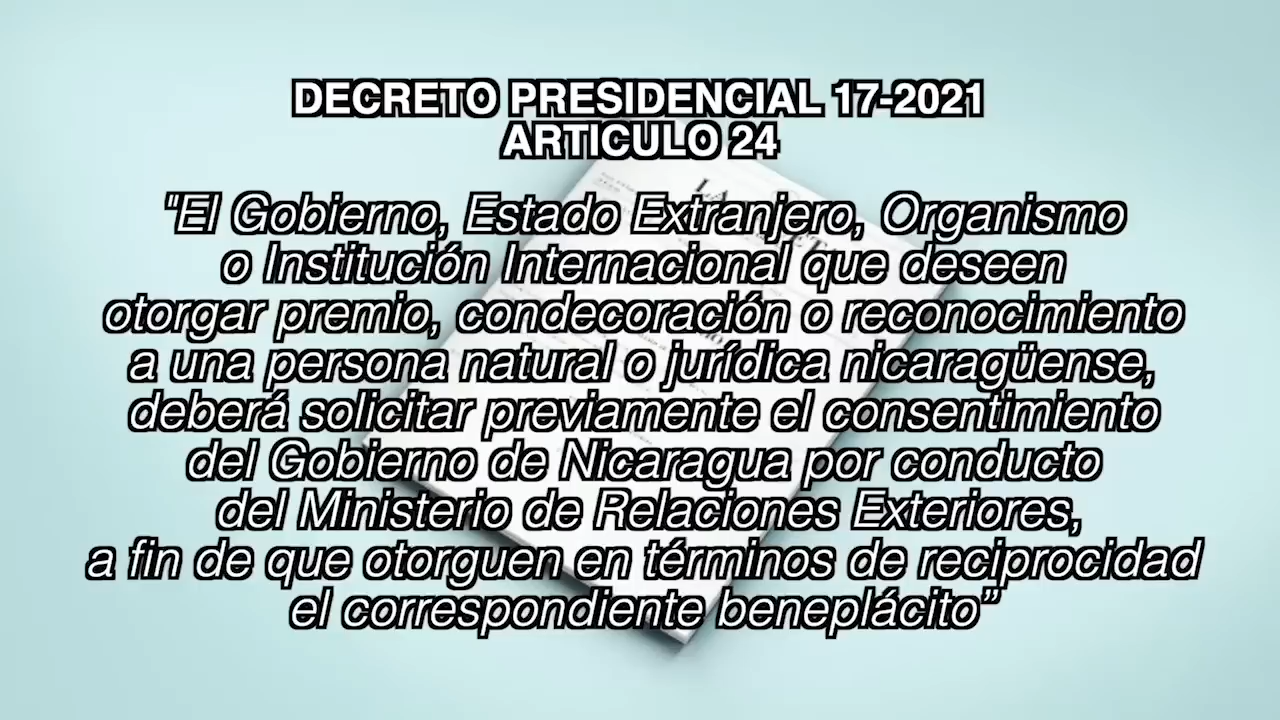 DECRETO PRESIDENCIAL 17-2021
ARTICULO 24
"El Gobierno, Estado Extranjero, Organismo
o Institución Internacional que deseen
otorgar premio, condecoración o reconocimiento
a una persona natural o jurídica nicaragüense,
deberá solicitar previamente el consentimiento
del Gobierno de Nicaragua por conducto
del Ministerio de Relaciones Exteriores,
a fin de que otorguen en términos de reciprocidad
el correspondiente beneplácito”